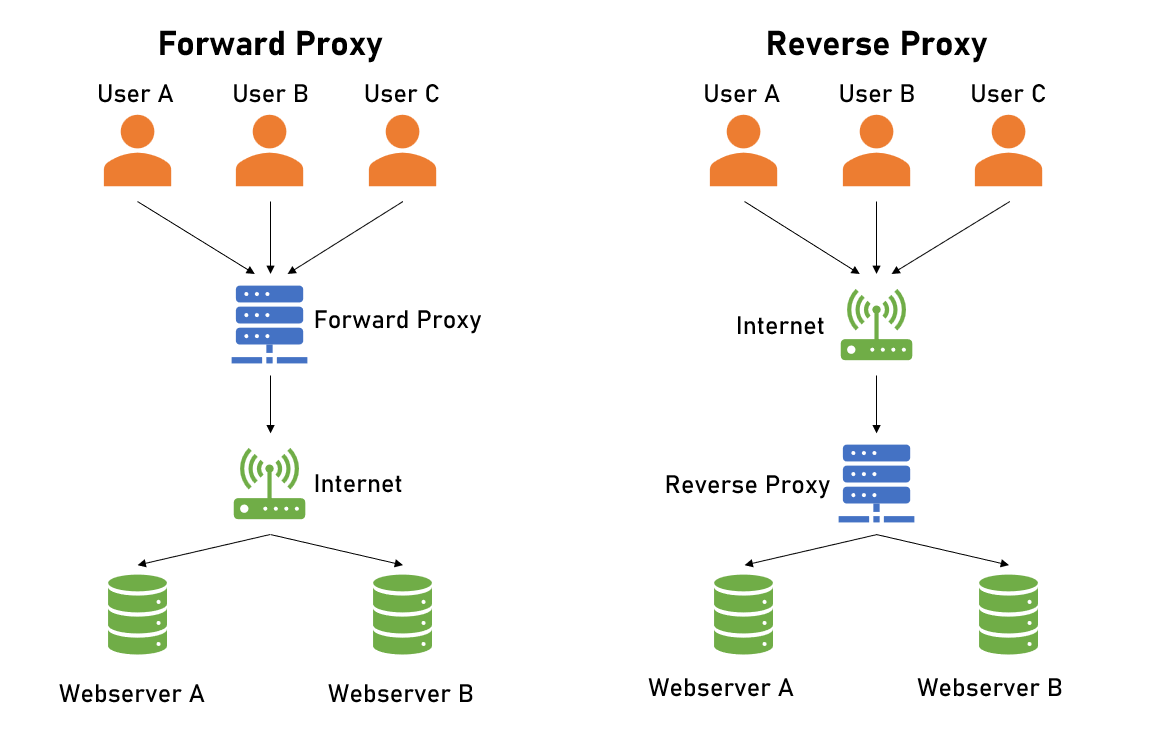 Forward Proxy
User A
User B
User C
Forward Proxy
Internet
Webserver A
Webserver B
Reverse Proxy
User A
User B
User C
Internet
Reverse Proxy
Webserver A
Webserver B